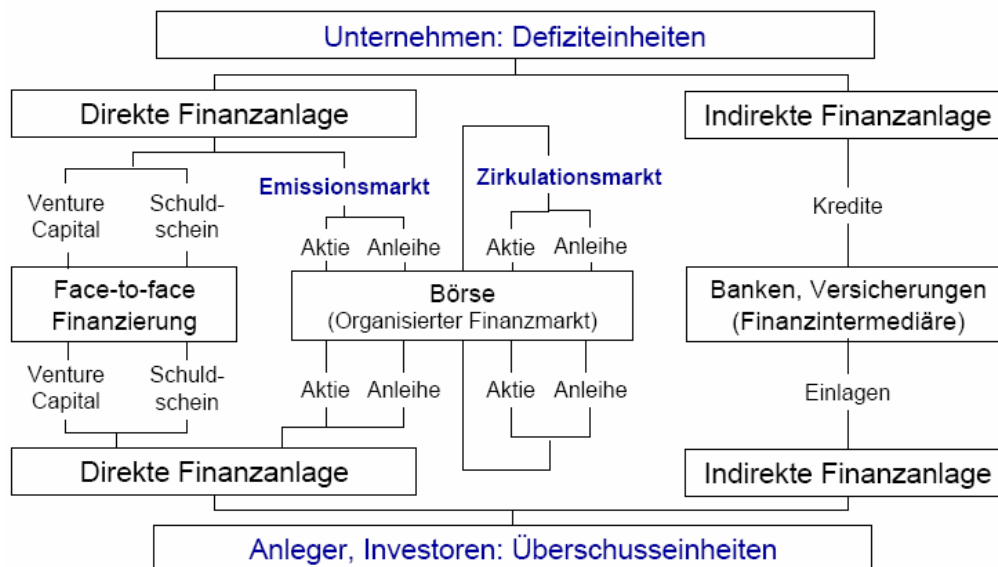 Unternehmen: Defiziteinheiten
Direkte Finanzanlage
Indirekte Finanzanlage
Emissionsmarkt
Zirkulationsmarkt
Venture
Capital
Schuld-
schein
Kredite
Aktie
Anleihe
Aktie
Anleihe
Face-to-face
Finanzierung
Börse
(Organisierter Finanzmarkt)
Banken, Versicherungen
(Finanzintermediäre)
Venture
Capital
Schuld-
schein
Aktie
Anleihe
Aktie
Anleihe
Einlagen
Direkte Finanzanlage
Indirekte Finanzanlage
Anleger, Investoren: Überschusseinheiten